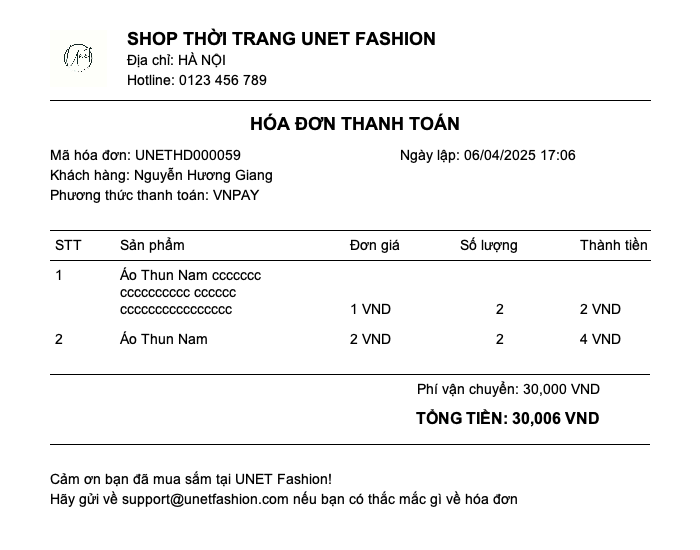 SHOP THỜI TRANG UNET FASHION
Địa chỉ: HÀ NỘI
Hotline: 0123 456 789
HÓA ĐƠN THANH TOÁN
Mã hóa đơn: UNETHD000059 Ngày lập: 06/04/2025 17:06
Khách hàng: Nguyễn Hương Giang
Phương thức thanh toán: VNPAY
STT Sản phẩm Đơn giá Số lượng Thành tiền
1 Áo Thun Nam ccccccc
cccccccccc cccccc
cccccccccccccccc 1 VND 2 2 VND
2 Áo Thun Nam 2 VND 2 4 VND
Phí vận chuyển: 30,000 VND
TỔNG TIỀN: 30,006 VND
Cảm ơn bạn đã mua sắm tại UNET Fashion!
Hãy gửi về support@unetfashion.com nếu bạn có thắc mắc gì về hóa đơn